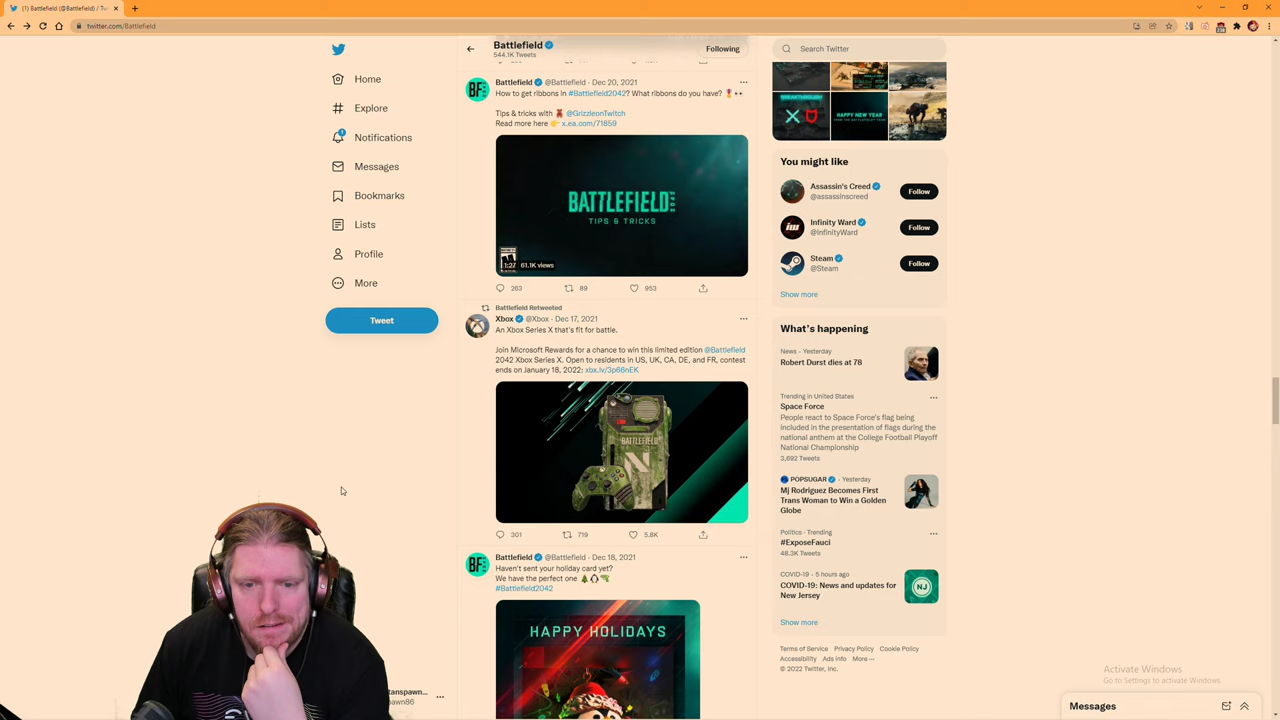 (1) Battlefield (@Battlefield) / Tw
twitter.com/Battlefield
Battlefield
544.1K Tweets
Following
Search Twitter
Home
Explore
Notifications
Messages
Bookmarks
Lists
Profile
More
Tweet
Battlefield @Battlefield · Dec 20, 2021
How to get ribbons in #Battlefield2042? What ribbons do you have?
Tips & tricks with @GrizzleonTwitch
Read more here x.ea.com/71859
BATTLEFIELD
TIPS & TRICKS
1:27 61.1K views
263 89 953
Battlefield Retweeted
Xbox @Xbox · Dec 17, 2021
An Xbox Series X that's fit for battle.
Join Microsoft Rewards for a chance to win this limited edition @Battlefield
2042 Xbox Series X. Open to residents in US, UK, CA, DE, and FR, contest
ends on January 18, 2022: xbx.lv/3p66nEK
BATTLEFIELD
301 719 5.8K
Battlefield @Battlefield · Dec 18, 2021
Haven't sent your holiday card yet?
We have the perfect one
#Battlefield2042
HAPPY HOLIDAYS
HAPPY NEW YEAR
You might like
Assassin's Creed
@assassinscreed
Follow
Infinity Ward
@InfinityWard
Follow
Steam
@Steam
Follow
Show more
What's happening
News · Yesterday
Robert Durst dies at 78
Trending in United States
Space Force
People react to Space Force's flag being
included in the presentation of flags during the
national anthem at the College Football Playoff
National Championship
3,692 Tweets
POPSUGAR · Yesterday
Mj Rodriguez Becomes First
Trans Woman to Win a Golden
Globe
Politics · Trending
#ExposeFauci
48.3K Tweets
COVID-19 · 5 hours ago
COVID-19: News and updates for
New Jersey
NJ
Show more
Terms of Service Privacy Policy Cookie Policy
Accessibility Ads info More ···
© 2022 Twitter, Inc.
Activate Windows
Go to Settings to activate Windows.
Messages